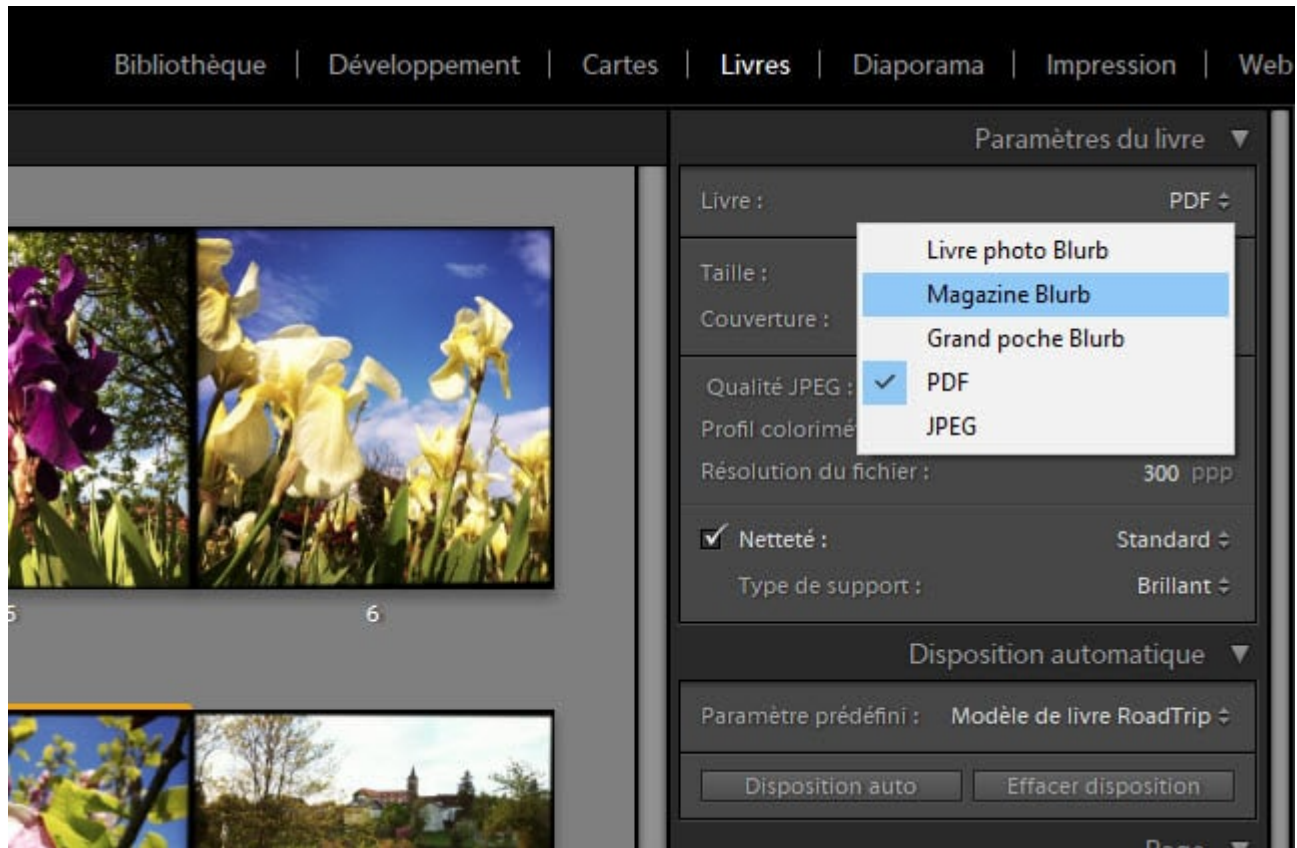 Bibliothèque | Développement | Cartes | Livres | Diaporama | Impression | Web
Paramètres du livre
Livre : PDF
Livre photo Blurb
Taille :
Magazine Blurb
Couverture :
Grand poche Blurb
Qualité JPEG :
PDF
Profil colorimé
JPEG
Résolution du fichier : 300 ppp
Netteté : Standard
Type de support : Brillant
6
Disposition automatique
Paramètre prédéfini : Modèle de livre RoadTrip
Disposition auto Effacer disposition